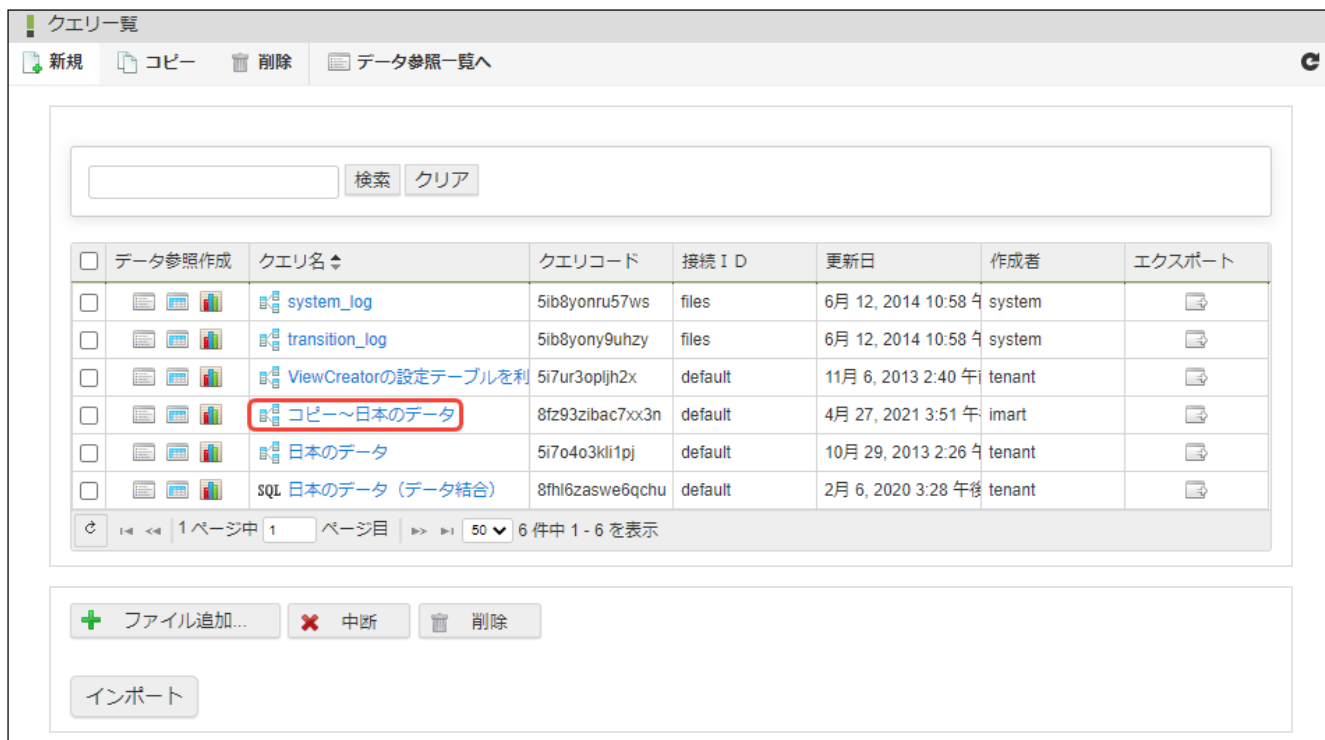 クエリ一覧
新規 コピー 削除 データ参照一覧へ
検索 クリア
データ参照作成 クエリ名 クエリコード 接続ID 更新日 作成者 エクスポート
system_log 5ib8yonru57ws files 6月 12, 2014 10:58 午 system
transition_log 5ib8yony9uhzy files 6月 12, 2014 10:58 午 system
ViewCreatorの設定テーブルを利 5i7ur3opljh2x default 11月 6, 2013 2:40 午前 tenant
コピー～日本のデータ 8fz93zibac7xx3n default 4月 27, 2021 3:51 午 imart
日本のデータ 5i7o4o3kli1pj default 10月 29, 2013 2:26 午 tenant
SQL 日本のデータ（データ結合） 8fhl6zaswe6qchu default 2月 6, 2020 3:28 午後 tenant
1 ページ中 1 ページ目 50 6 件中 1 - 6 を表示
ファイル追加... 中断 削除
インポート